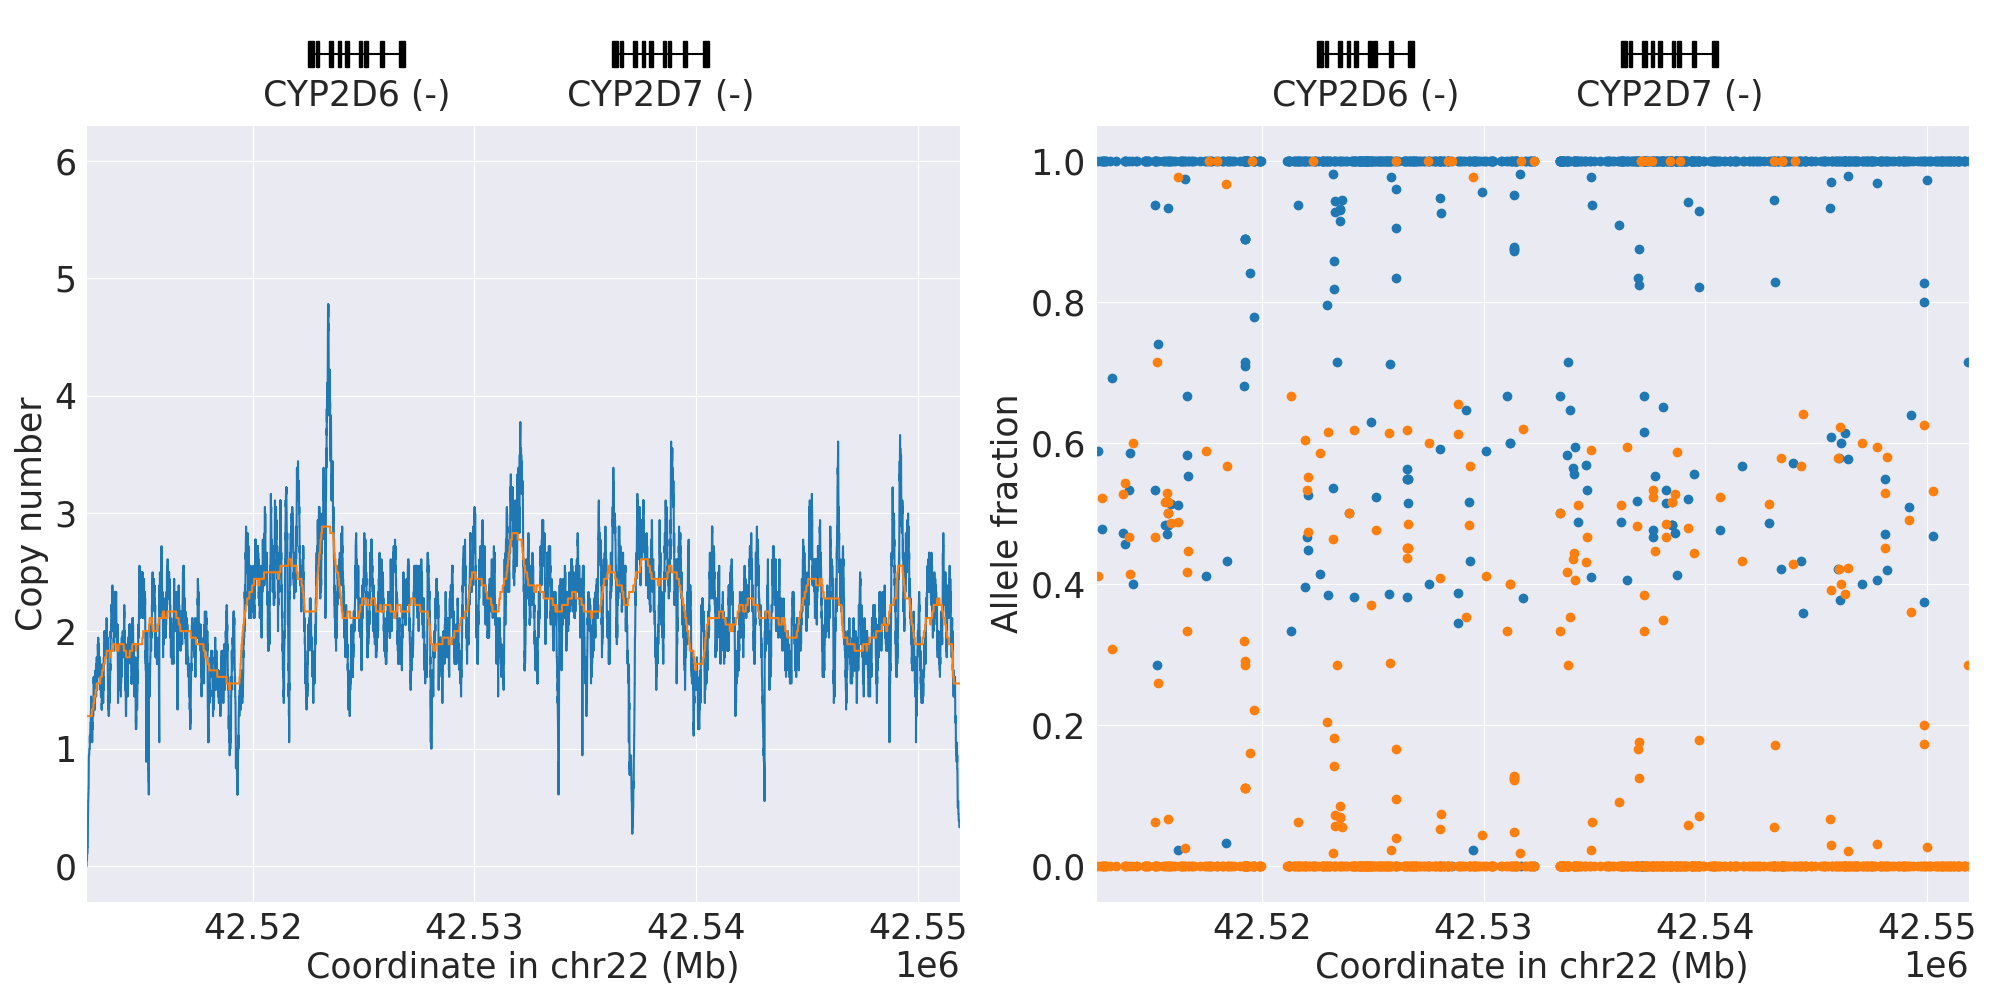 CYP2D6 (-) CYP2D7 (-)
6
5
4
3
2
1
0
Copy number
42.52 42.53 42.54 42.55
Coordinate in chr22 (Mb) 1e6
CYP2D6 (-) CYP2D7 (-)
1.0
0.8
0.6
0.4
0.2
0.0
Allele fraction
42.52 42.53 42.54 42.55
Coordinate in chr22 (Mb) 1e6